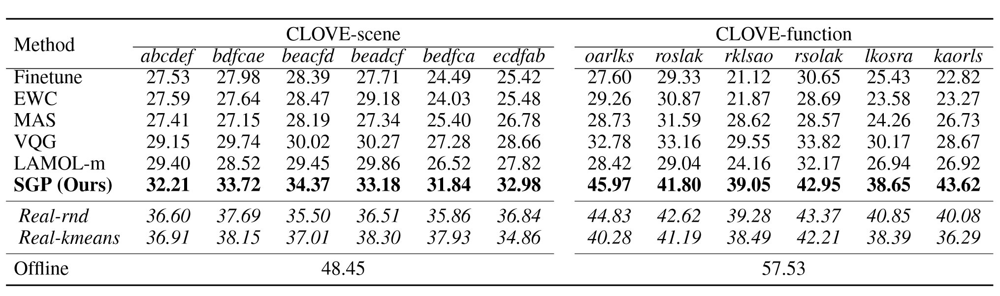 Method CLOVE-scene CLOVE-function
abcdef bdfcae beacfd beadcf bedfca ecdfab oarlks roslak rklsao rsolak lkosra kaorls
Finetune 27.53 27.98 28.39 27.71 24.49 25.42 27.60 29.33 21.12 30.65 25.43 22.82
EWC 27.59 27.64 28.47 29.18 24.03 25.48 29.26 30.87 21.87 28.69 23.58 23.27
MAS 27.41 27.15 28.19 27.34 25.40 26.78 28.73 31.59 28.62 28.57 24.26 26.73
VQG 29.15 29.74 30.02 30.27 27.28 28.66 32.78 33.16 29.55 33.82 30.17 28.67
LAMOL-m 29.40 28.52 29.45 29.86 26.52 27.82 28.42 29.04 24.16 32.17 26.94 26.92
SGP (Ours) 32.21 33.72 34.37 33.18 31.84 32.98 45.97 41.80 39.05 42.95 38.65 43.62
Real-rnd 36.60 37.69 35.50 36.51 35.86 36.84 44.83 42.62 39.28 43.37 40.85 40.08
Real-kmeans 36.91 38.15 37.01 38.30 37.93 34.86 40.28 41.19 38.49 42.21 38.39 36.29
Offline 48.45 57.53